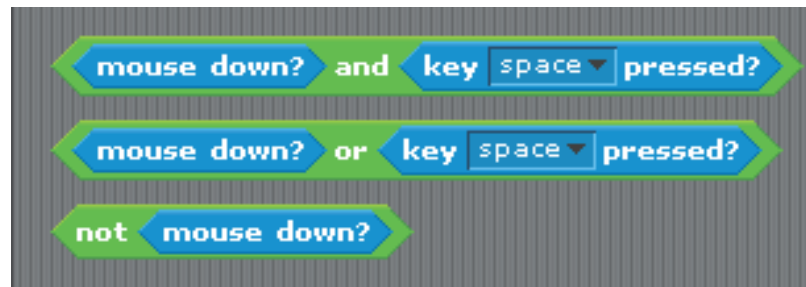 mouse down? and key space pressed?
mouse down? or key space pressed?
not mouse down?